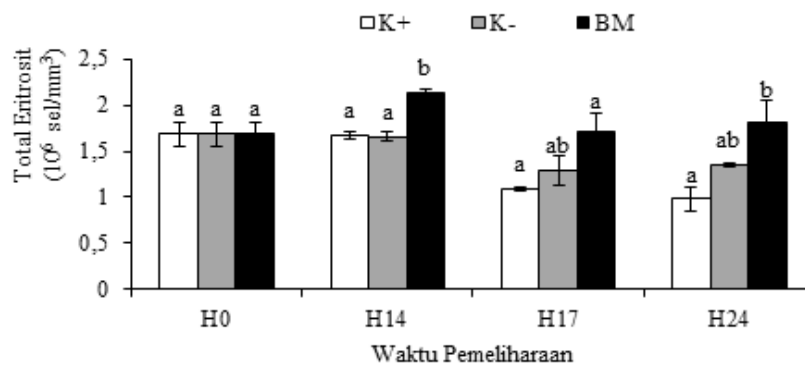 K+ K- BM
Total Eritrosit
(10⁶ sel/mm³)
2,5
2
1,5
1
0,5
0
a a a
a a b
a ab a
a ab b
H0 H14 H17 H24
Waktu Pemeliharaan